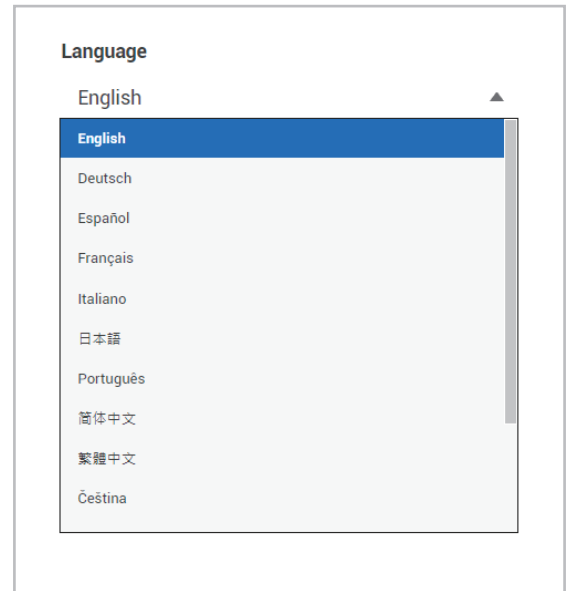 Language
English
English
Deutsch
Español
Français
Italiano
日本語
Português
简体中文
繁體中文
Čeština